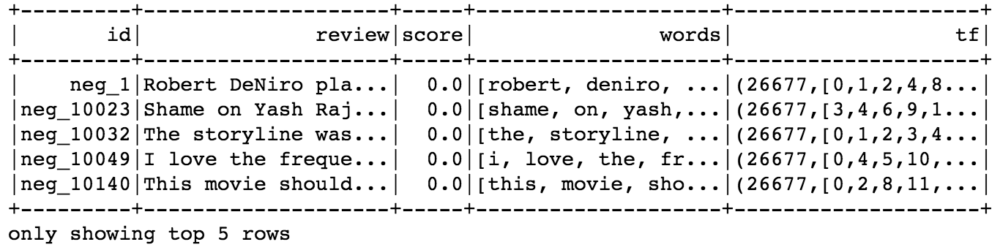 +---------+--------------------+-----+--------------------+--------------------+
|       id|              review|score|               words|                  tf|
+---------+--------------------+-----+--------------------+--------------------+
|    neg_1|Robert DeNiro pla...|  0.0|[robert, deniro, ...|(26677,[0,1,2,4,8...|
|neg_10023|Shame on Yash Raj...|  0.0|[shame, on, yash,...|(26677,[3,4,6,9,1...|
|neg_10032|The storyline was...|  0.0|[the, storyline, ...|(26677,[0,1,2,3,4...|
|neg_10049|I love the freque...|  0.0|[i, love, the, fr...|(26677,[0,4,5,10,...|
|neg_10140|This movie should...|  0.0|[this, movie, sho...|(26677,[0,2,8,11,...|
+---------+--------------------+-----+--------------------+--------------------+
only showing top 5 rows